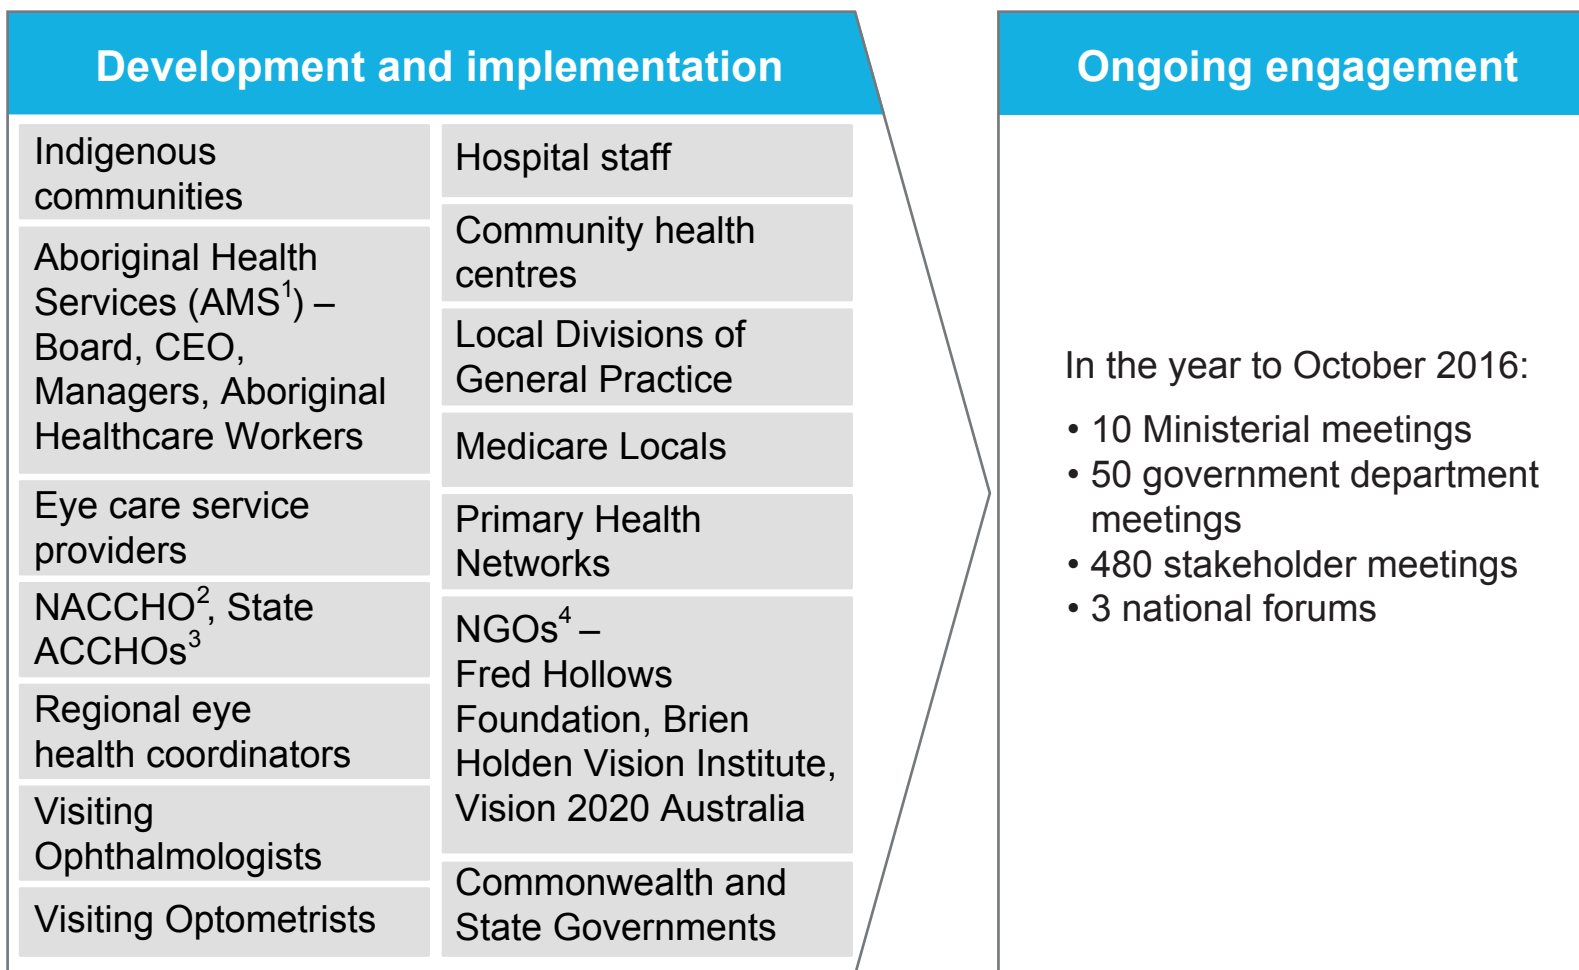 Development and implementation
Indigenous
communities
Aboriginal Health
Services (AMS¹) –
Board, CEO,
Managers, Aboriginal
Healthcare Workers
Eye care service
providers
NACCHO², State
ACCHOs³
Regional eye
health coordinators
Visiting
Ophthalmologists
Visiting Optometrists
Hospital staff
Community health
centres
Local Divisions of
General Practice
Medicare Locals
Primary Health
Networks
NGOs⁴ –
Fred Hollows
Foundation, Brien
Holden Vision Institute,
Vision 2020 Australia
Commonwealth and
State Governments
Ongoing engagement
In the year to October 2016:
• 10 Ministerial meetings
• 50 government department
meetings
• 480 stakeholder meetings
• 3 national forums